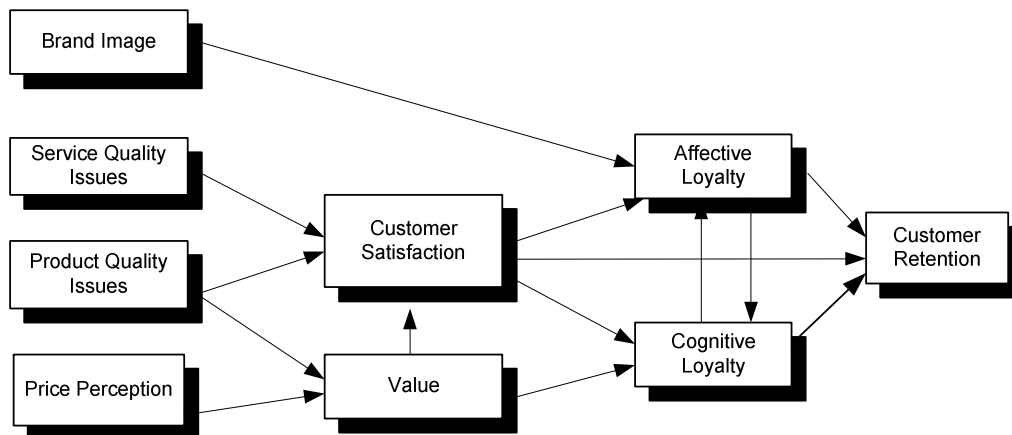 Brand Image
Service Quality
Issues
Product Quality
Issues
Price Perception
Customer
Satisfaction
Value
Affective
Loyalty
Cognitive
Loyalty
Customer
Retention